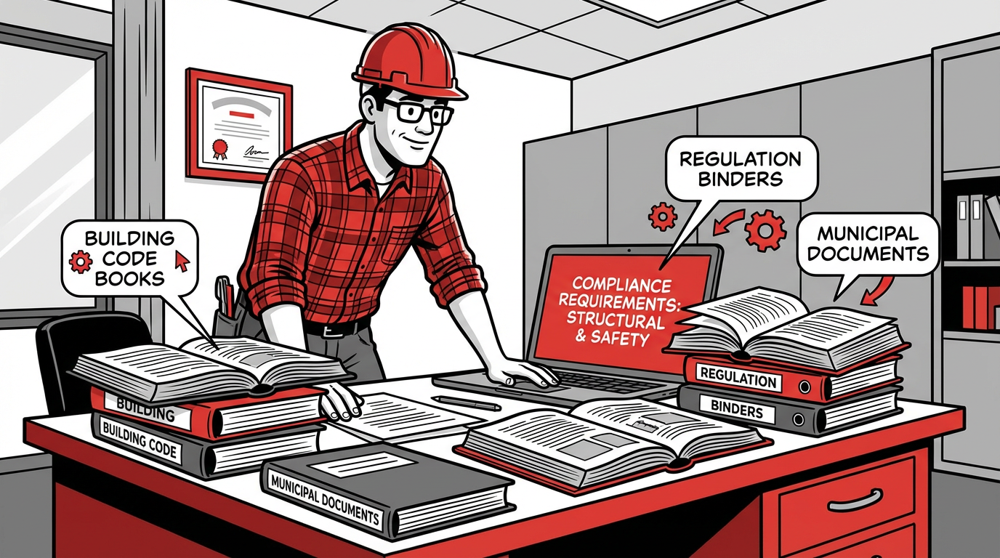 REGULATION
BINDERS
BUILDING
CODE
BOOKS
MUNICIPAL
DOCUMENTS
COMPLIANCE
REQUIREMENTS:
STRUCTURAL
& SAFETY
REGULATION
BINDERS
BUILDING
BUILDING CODE
MUNICIPAL DOCUMENTS